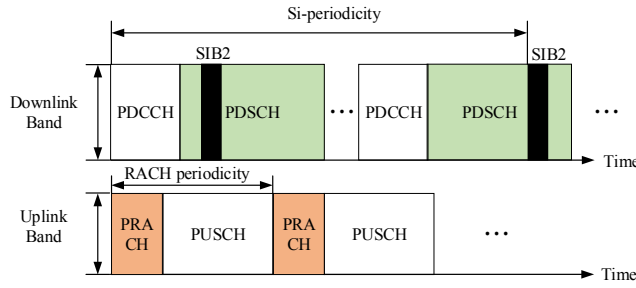 Si-periodicity
SIB2
SIB2
Downlink
Band
PDCCH
PDSCH
...
PDCCH
PDSCH
...
Time
RACH periodicity
Uplink
Band
PRA
CH
PUSCH
PRA
CH
PUSCH
...
Time